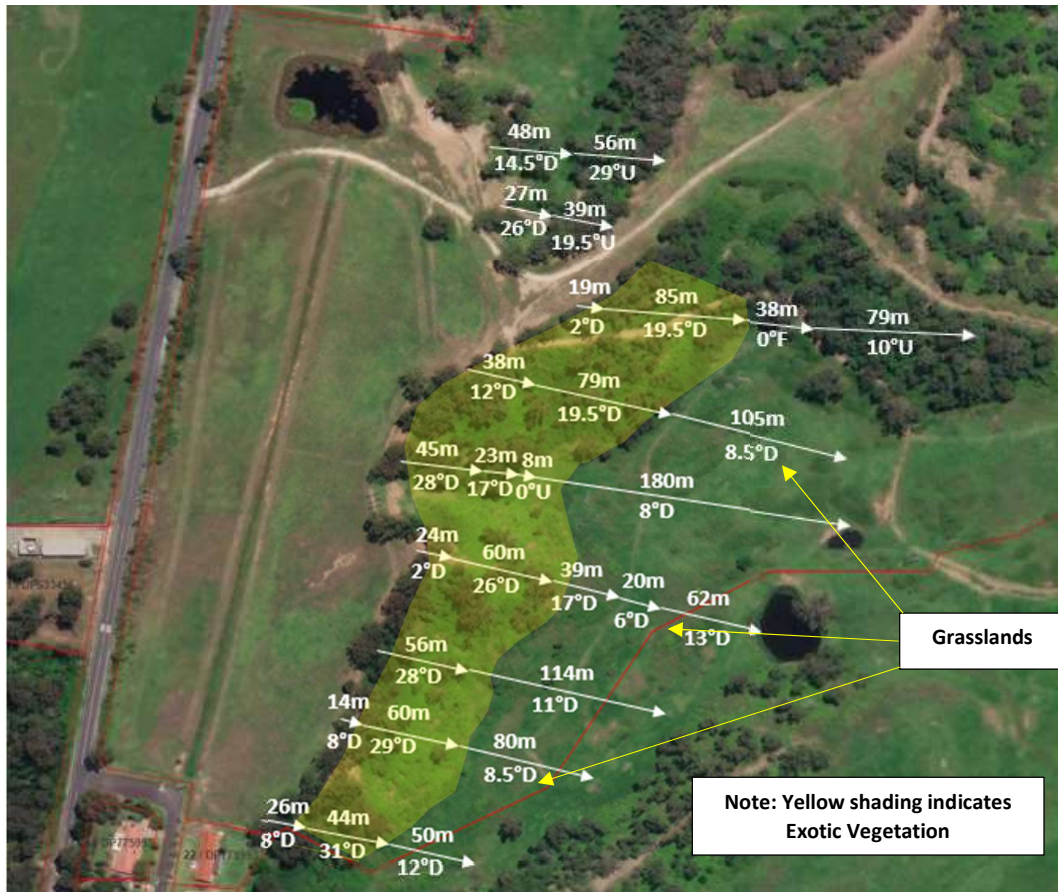 48m
14.5°D
56m
29°U
27m
26°D
39m
19.5°U
19m
2°D
85m
19.5°D
38m
0°F
79m
10°U
38m
12°D
79m
19.5°D
105m
8.5°D
45m
28°D
23m
17°D
8m
0°U
180m
8°D
24m
2°D
60m
26°D
39m
17°D
20m
6°D
62m
13°D
Grasslands
56m
28°D
114m
11°D
14m
8°D
60m
29°D
80m
8.5°D
26m
8°D
44m
31°D
50m
12°D
22
Note: Yellow shading indicates
Exotic Vegetation